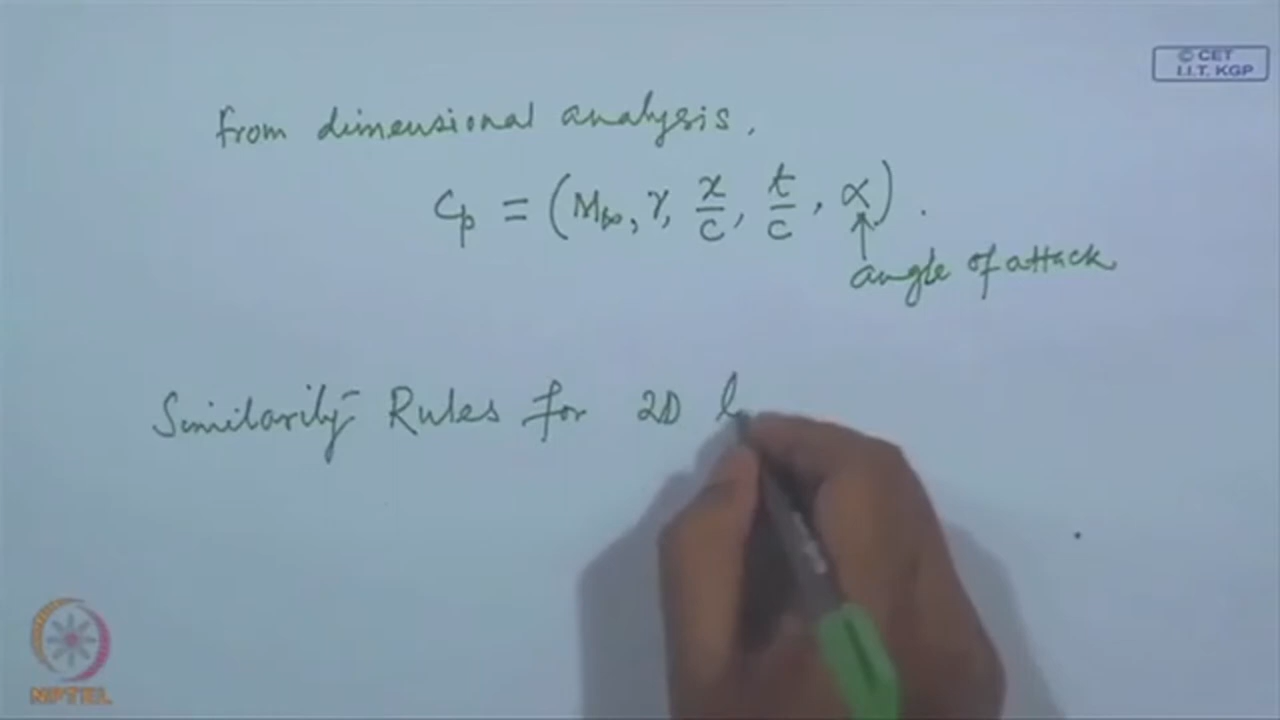 © CET
I.I.T. KGP
from dimensional analysis,
Cp = (M∞, γ, x/c, t/c, α).
angle of attack
Similarity Rules for 2D l
NPTEL